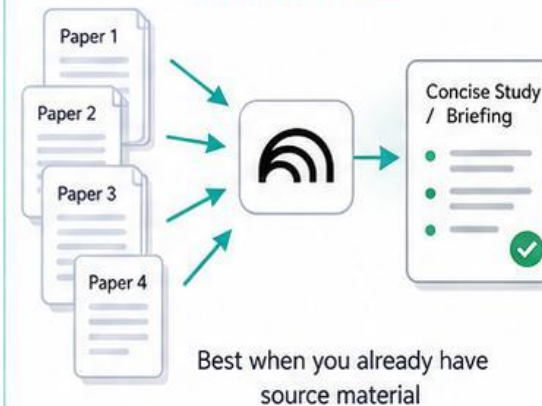 Paper 1
Paper 2
Paper 3
Paper 4
Concise Study
/ Briefing
Best when you already have
source material